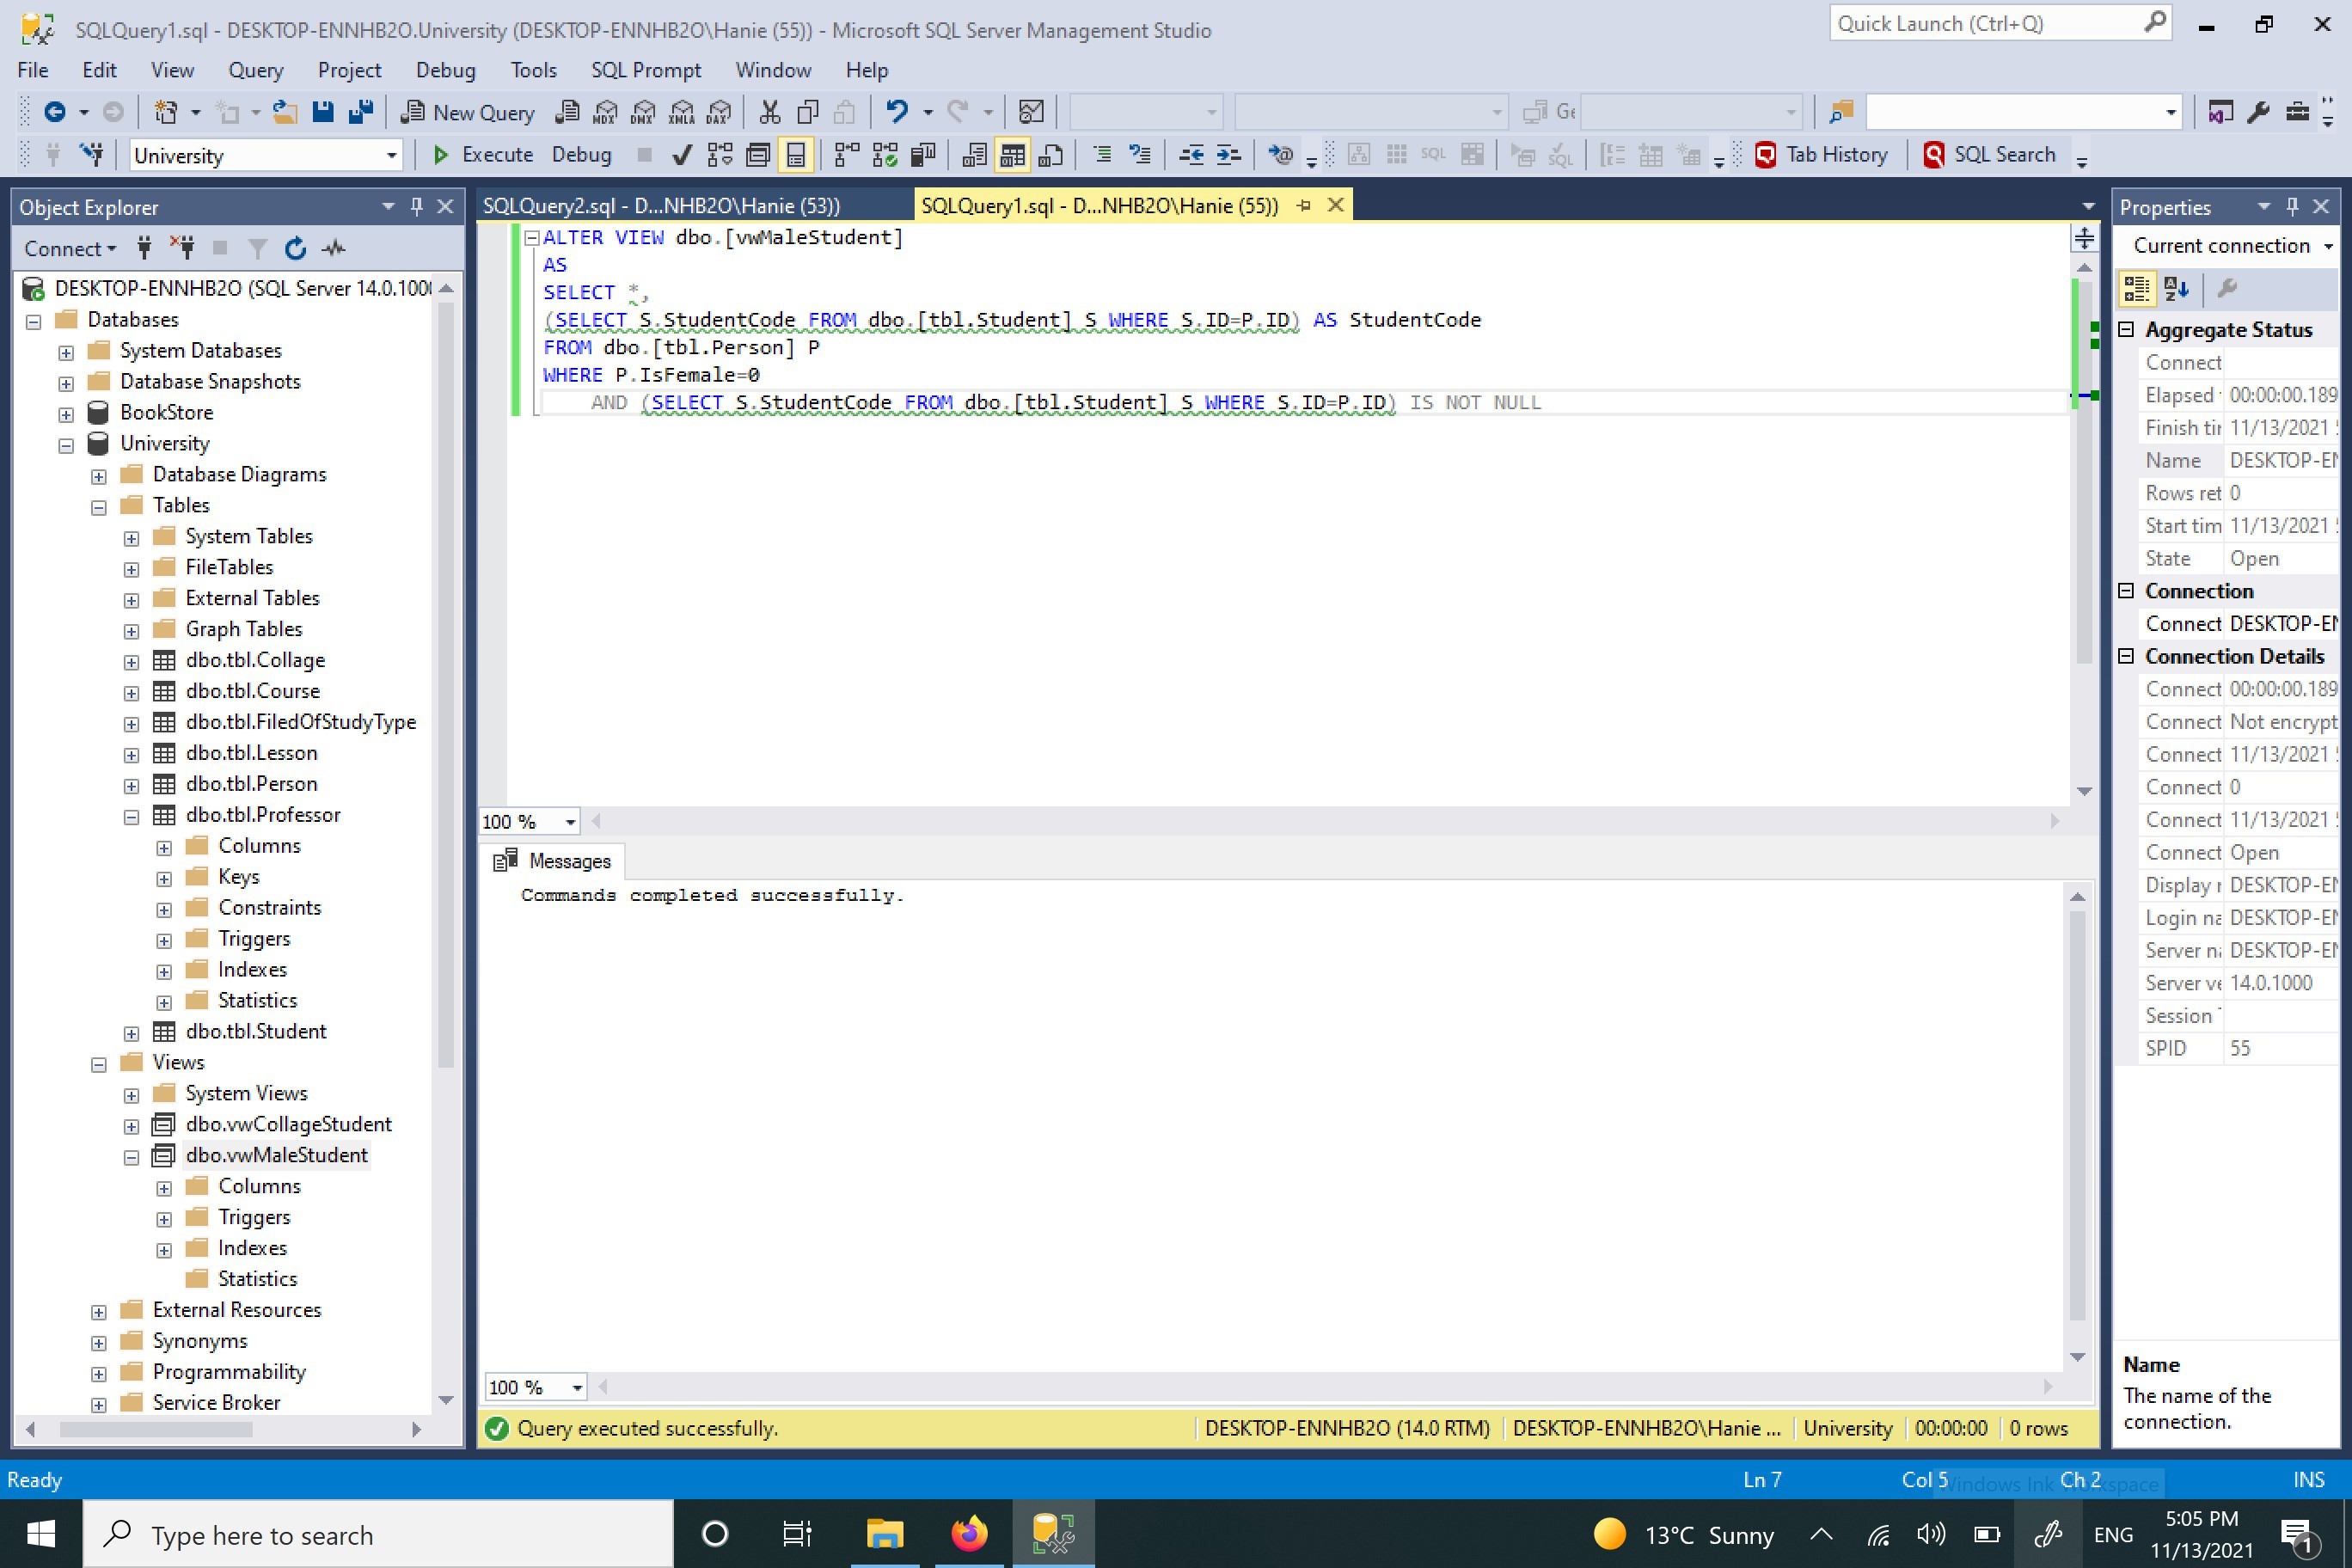 SQLQuery1.sql - DESKTOP-ENNHB2O.University (DESKTOP-ENNHB2O\Hanie (55)) - Microsoft SQL Server Management Studio
Quick Launch (Ctrl+Q)
File Edit View Query Project Debug Tools SQL Prompt Window Help
New Query MDX DMX XMLA DAX
University Execute Debug SQL SQL Tab History SQL Search
Object Explorer
Connect
DESKTOP-ENNHB2O (SQL Server 14.0.100
Databases
System Databases
Database Snapshots
BookStore
University
Database Diagrams
Tables
System Tables
FileTables
External Tables
Graph Tables
dbo.tbl.Collage
dbo.tbl.Course
dbo.tbl.FiledOfStudyType
dbo.tbl.Lesson
dbo.tbl.Person
dbo.tbl.Professor
Columns
Keys
Constraints
Triggers
Indexes
Statistics
dbo.tbl.Student
Views
System Views
dbo.vwCollageStudent
dbo.vwMaleStudent
Columns
Triggers
Indexes
Statistics
External Resources
Synonyms
Programmability
Service Broker
SQLQuery2.sql - D...NHB2O\Hanie (53))
SQLQuery1.sql - D...NHB2O\Hanie (55))
ALTER VIEW dbo.[vwMaleStudent]
AS
SELECT *,
(SELECT S.StudentCode FROM dbo.[tbl.Student] S WHERE S.ID=P.ID) AS StudentCode
FROM dbo.[tbl.Person] P
WHERE P.IsFemale=0
AND (SELECT S.StudentCode FROM dbo.[tbl.Student] S WHERE S.ID=P.ID) IS NOT NULL
100 %
Messages
Commands completed successfully.
100 %
Query executed successfully.
DESKTOP-ENNHB2O (14.0 RTM) DESKTOP-ENNHB2O\Hanie ... University 00:00:00 0 rows
Properties
Current connection
Aggregate Status
Connect
Elapsed 00:00:00.189
Finish tir 11/13/2021
Name DESKTOP-EN
Rows ret 0
Start tim 11/13/2021
State Open
Connection
Connect DESKTOP-EN
Connection Details
Connect 00:00:00.189
Connect Not encrypt
Connect 11/13/2021
Connect 0
Connect 11/13/2021
Connect Open
Display r DESKTOP-EN
Login na DESKTOP-EN
Server na DESKTOP-EN
Server ve 14.0.1000
Session
SPID 55
Name
The name of the
connection.
Ready Ln 7 Col 5 Ch 2 INS
Windows Ink Workspace
Type here to search
13°C Sunny
ENG
5:05 PM
11/13/2021
1